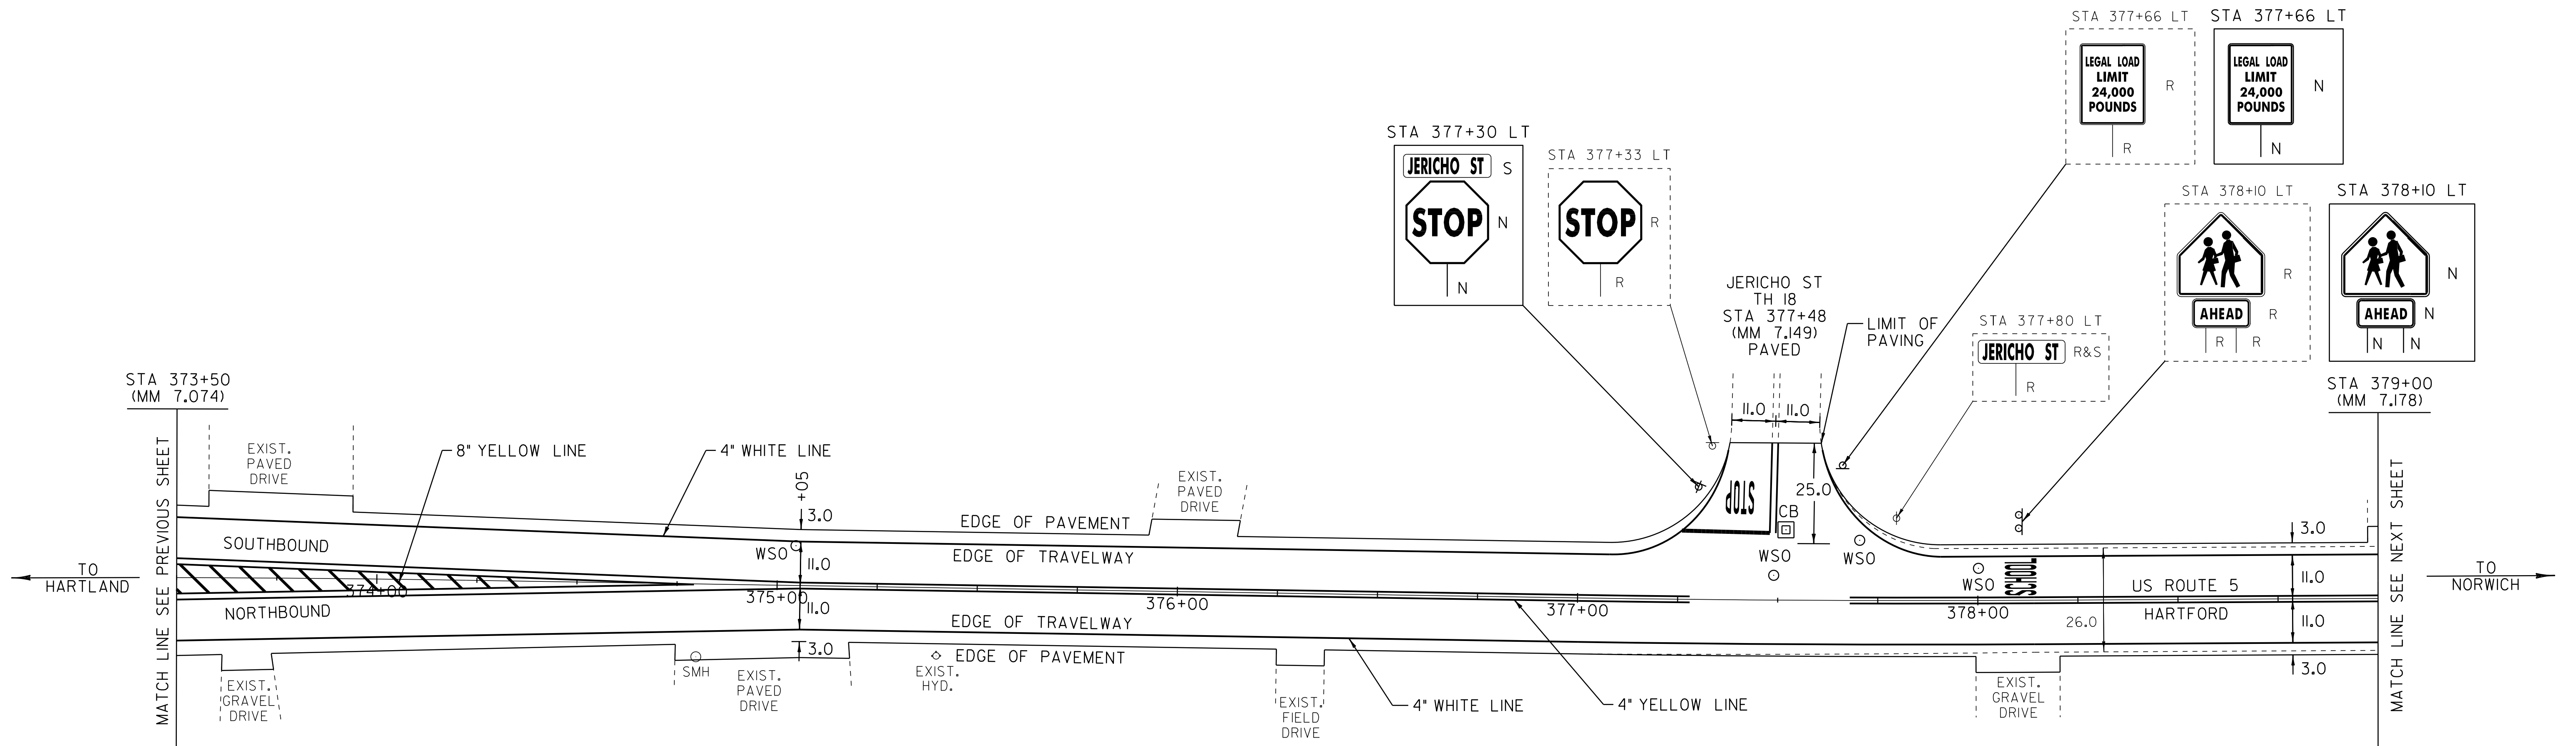 STA 377+66 LT
LEGAL LOAD
LIMIT
24,000
POUNDS
R
R
STA 377+66 LT
LEGAL LOAD
LIMIT
24,000
POUNDS
N
N
STA 377+30 LT
JERICHO ST S
STOP N
N
STA 377+33 LT
STOP R
R
STA 378+10 LT
R
AHEAD R
R R
STA 378+10 LT
N
AHEAD N
N N
JERICHO ST
TH 18
STA 377+48
(MM 7.149)
PAVED
LIMIT OF
PAVING
STA 377+80 LT
JERICHO ST R&S
R
STA 373+50
(MM 7.074)
STA 379+00
(MM 7.178)
MATCH LINE SEE PREVIOUS SHEET
MATCH LINE SEE NEXT SHEET
EXIST.
PAVED
DRIVE
8" YELLOW LINE
4" WHITE LINE
+05
3.0
EDGE OF PAVEMENT
EXIST.
PAVED
DRIVE
11.0 11.0
25.0
STOP
CB
SOUTHBOUND
WSO
11.0
EDGE OF TRAVELWAY
WSO
WSO
WSO
SCHOOL
3.0
TO
HARTLAND
374+00
375+00
376+00
377+00
378+00
US ROUTE 5
HARTFORD
11.0
11.0
26.0
3.0
TO
NORWICH
NORTHBOUND
11.0
EDGE OF TRAVELWAY
3.0
EDGE OF PAVEMENT
EXIST.
GRAVEL
DRIVE
SMH
EXIST.
PAVED
DRIVE
EXIST.
HYD.
EXIST.
FIELD
DRIVE
4" WHITE LINE
4" YELLOW LINE
EXIST.
GRAVEL
DRIVE